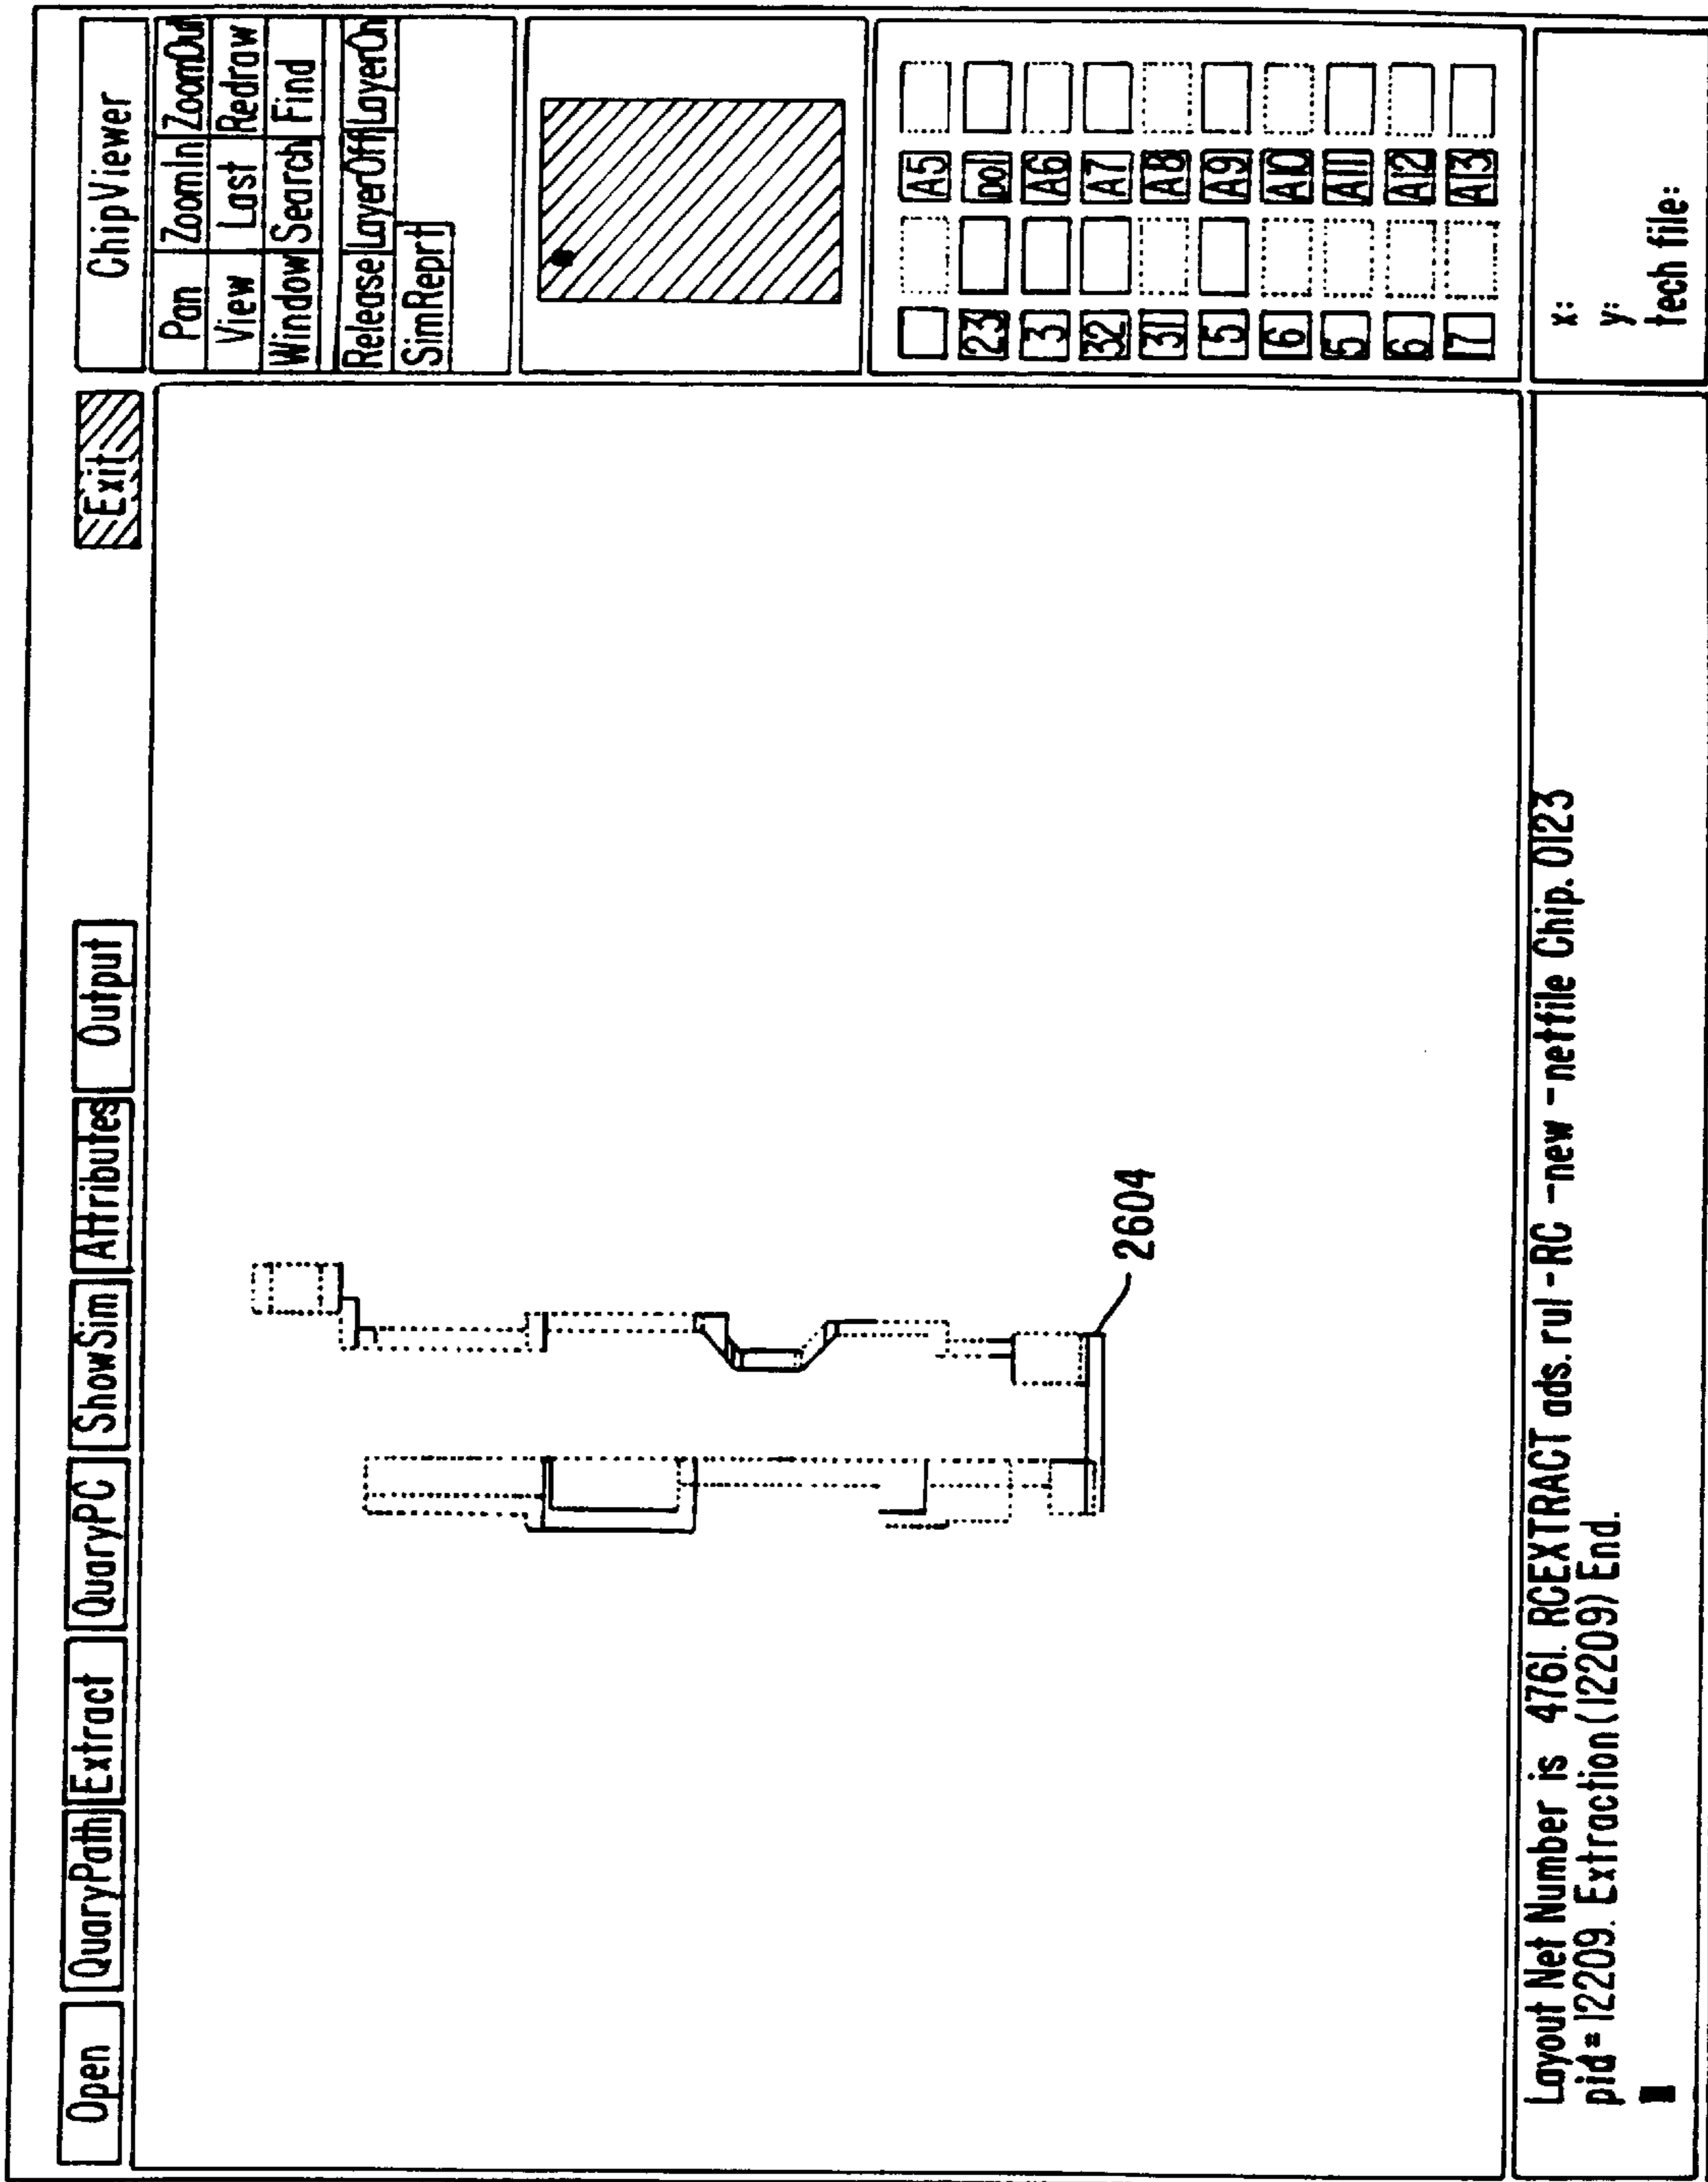 Open QuaryPath Extract QuaryPC ShowSim Attributes Output Exit
ChipViewer
Pan ZoomIn ZoomOut
View Last Redraw
Window Search Find
Release LayerOff LayerOn
SimReprt
A5
23 pol
3 A6
32 A7
31 A8
5 A9
6 A10
5 A11
6 A12
7 A13
2604
Layout Net Number is 4761. RCEXTRACT ads.rul -RC -new -netfile Chip.0123
pid=12209. Extraction(12209) End.
x:
y:
tech file: